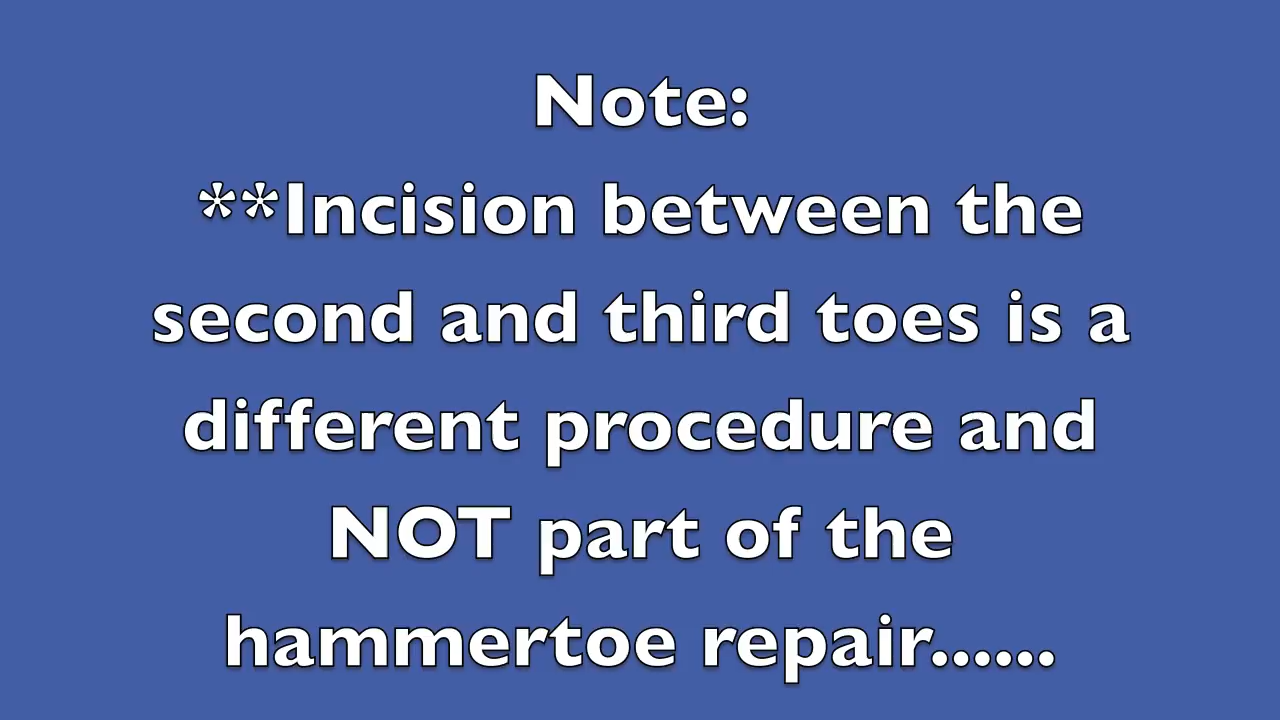 Note:
**Incision between the
second and third toes is a
different procedure and
NOT part of the
hammertoe repair......